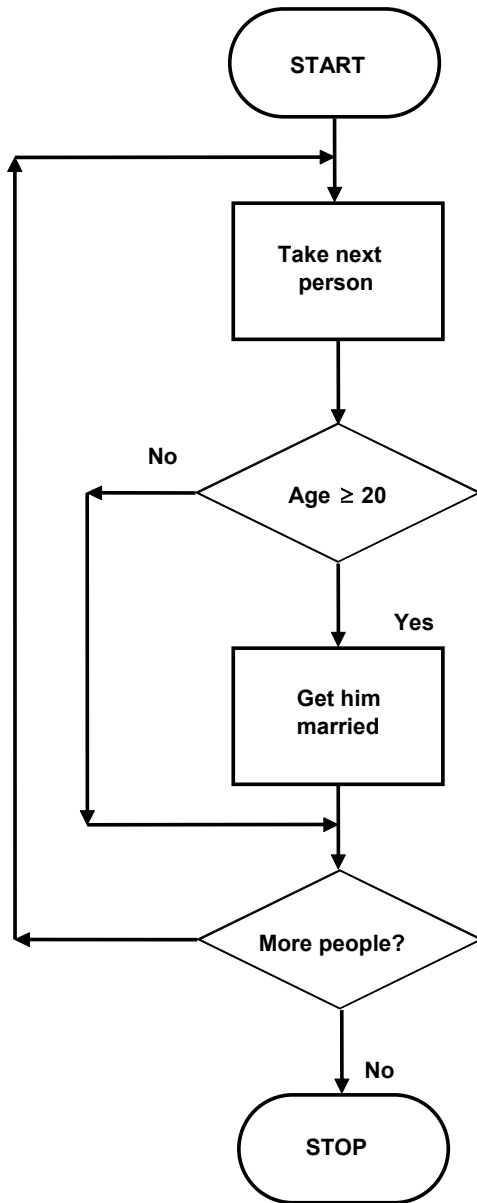 START
Take next
person
No
Age ≥ 20
Yes
Get him
married
More people?
No
STOP